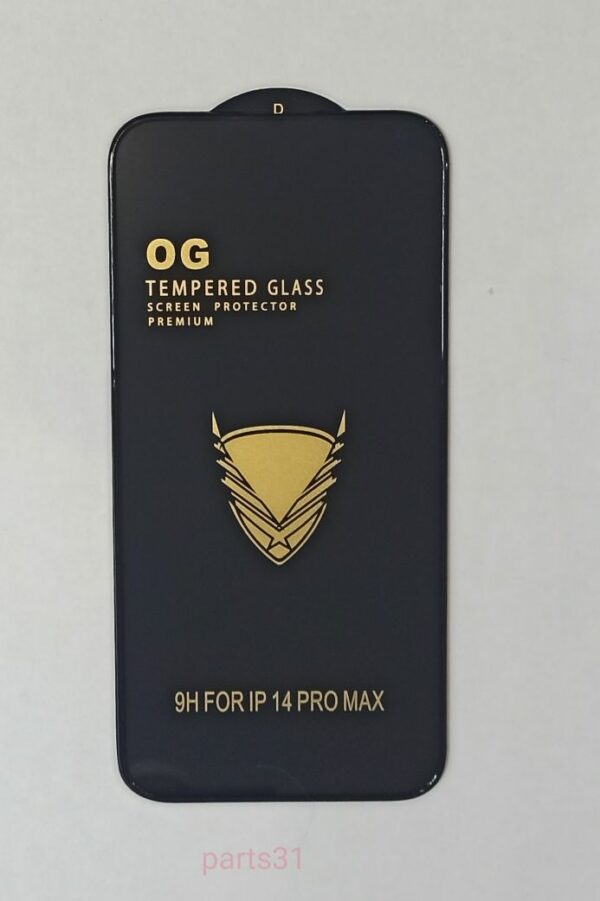 D
OG
TEMPERED GLASS
SCREEN PROTECTOR
PREMIUM
9H FOR IP 14 PRO MAX
parts31